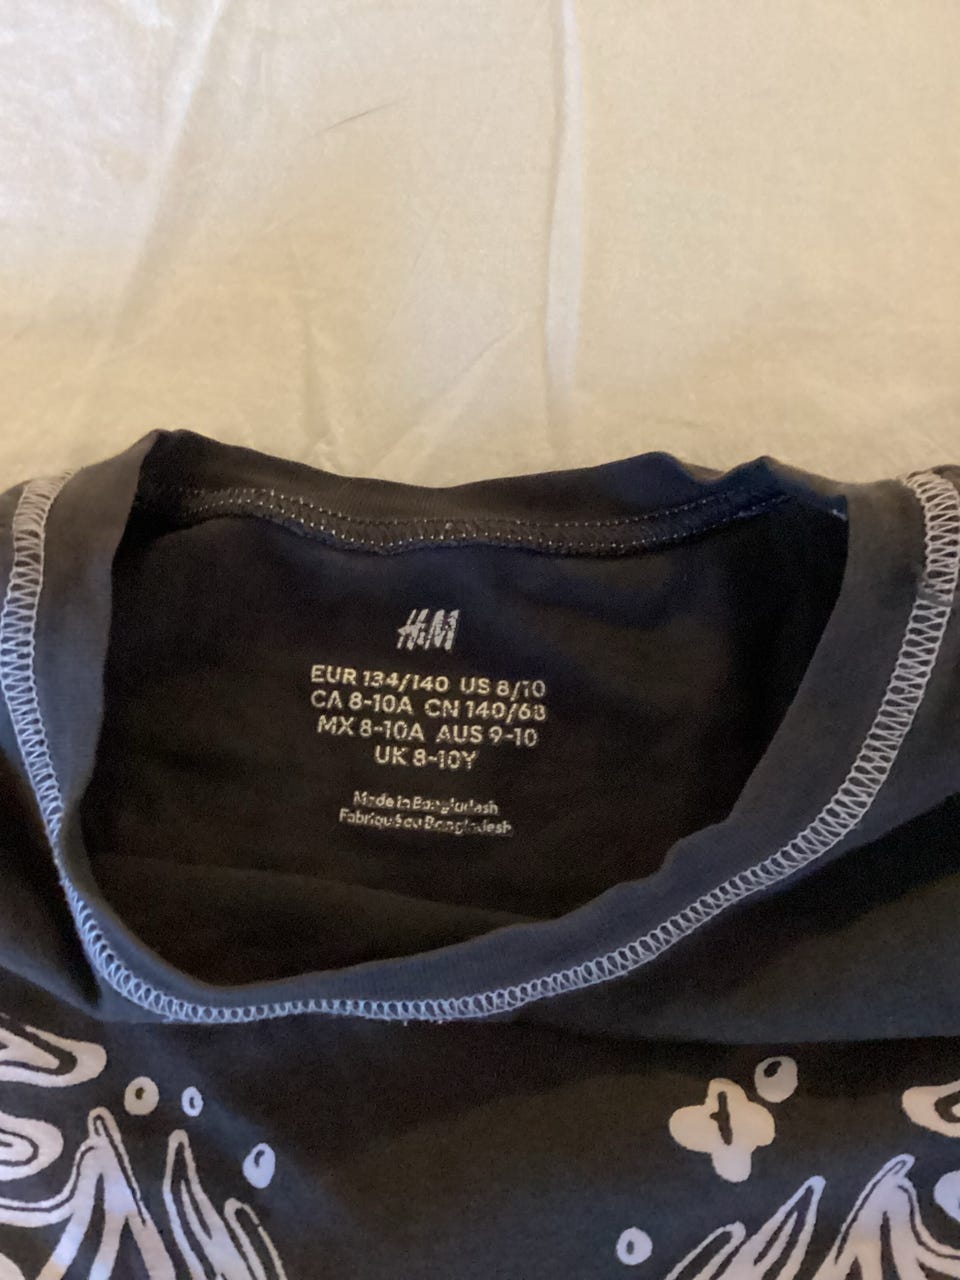 H&M
EUR 134/140 US 8/10
CA 8-10A CN 140/68
MX 8-10A AUS 9-10
UK 8-10Y
Made in Bangladesh
Fabriqué au Bangladesh